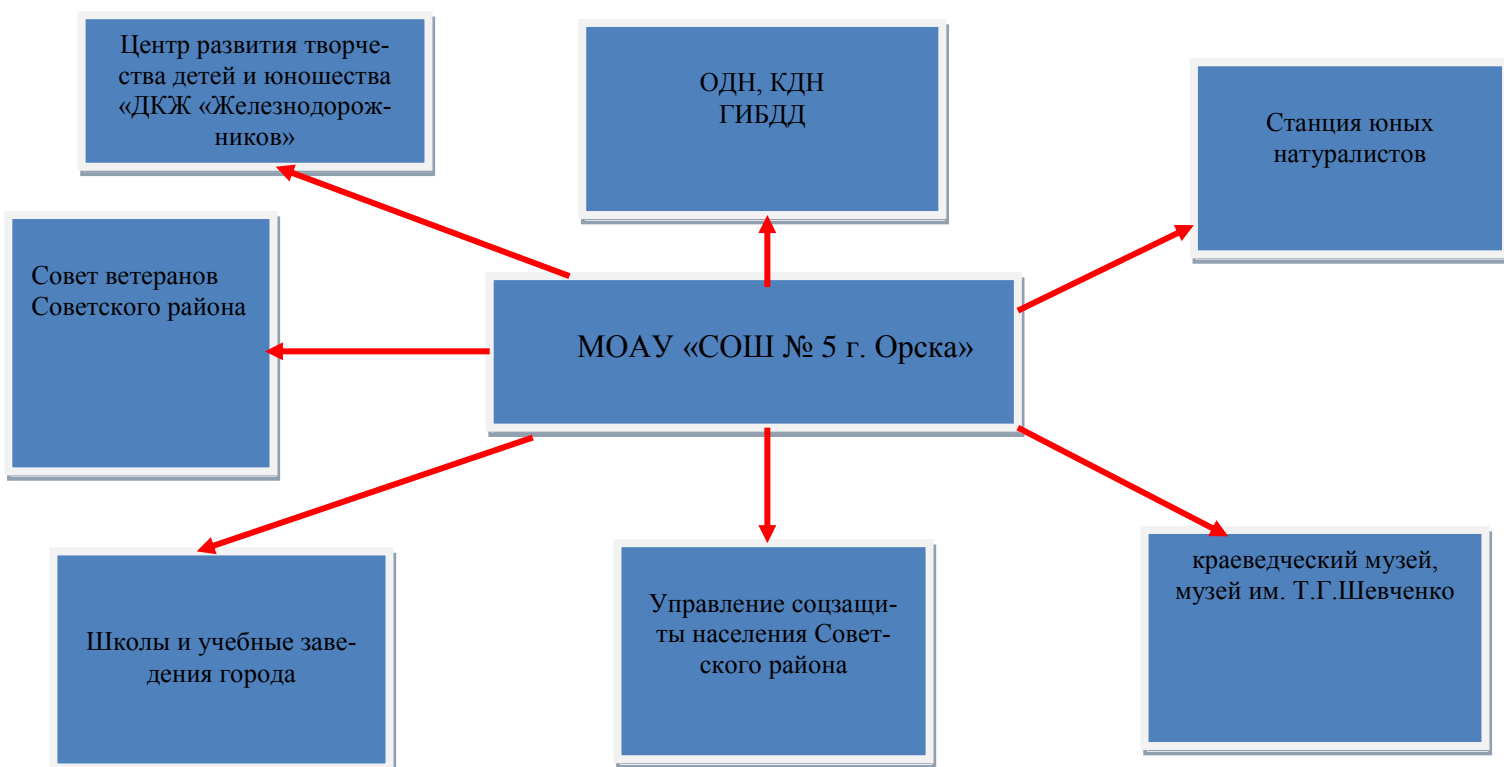 Центр развития творче-
ства детей и юношества
«ДКЖ «Железнодорож-
ников»
ОДН, КДН
ГИБДД
Станция юных
натуралистов
Совет ветеранов
Советского района
МОАУ «СОШ № 5 г. Орска»
Школы и учебные заве-
дения города
Управление соцзащи-
ты населения Совет-
ского района
краеведческий музей,
музей им. Т.Г.Шевченко